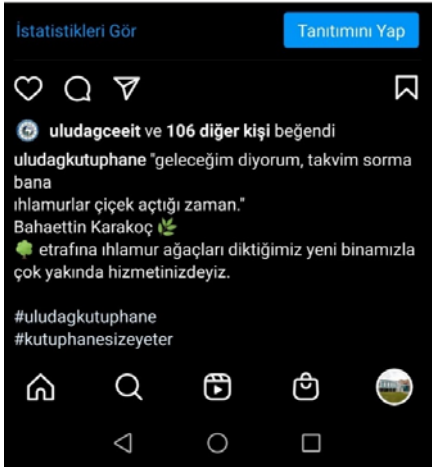 İstatistikleri Gör
Tanıtımını Yap
uludagceeit ve 106 diğer kişi beğendi
uludagkutuphane "geleceğim diyorum, takvim sorma
bana
ıhlamurlar çiçek açtığı zaman."
Bahaettin Karakoç 🌿
🌳 etrafına ıhlamur ağaçları diktiğimiz yeni binamızla
çok yakında hizmetinizdeyiz.
#uludagkutuphane
#kutuphanesizeyeter